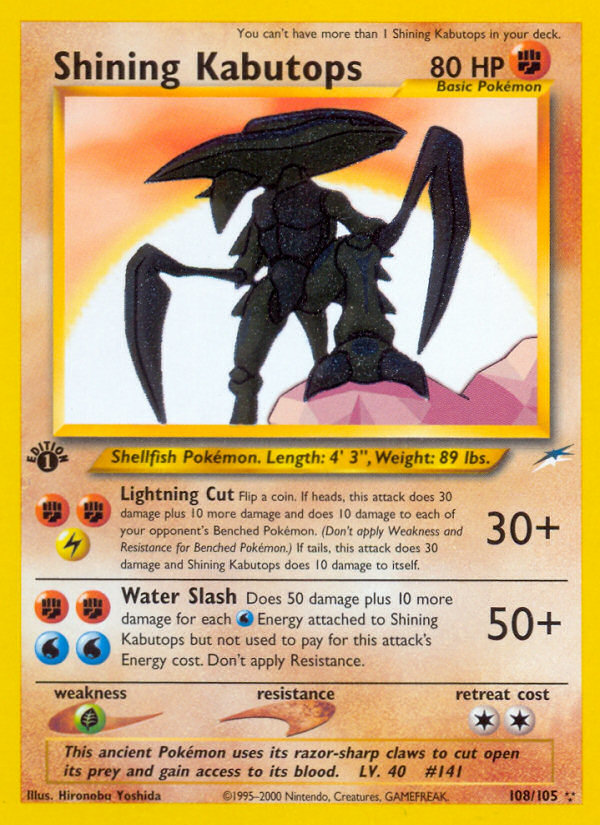 You can't have more than 1 Shining Kabutops in your deck.
Shining Kabutops 80 HP
Basic Pokémon
EDITION 1
Shellfish Pokémon. Length: 4' 3", Weight: 89 lbs.
Lightning Cut Flip a coin. If heads, this attack does 30
damage plus 10 more damage and does 10 damage to each of
your opponent's Benched Pokémon. (Don't apply Weakness and
Resistance for Benched Pokémon.) If tails, this attack does 30
damage and Shining Kabutops does 10 damage to itself.
30+
Water Slash Does 50 damage plus 10 more
damage for each Energy attached to Shining
Kabutops but not used to pay for this attack's
Energy cost. Don't apply Resistance.
50+
weakness resistance retreat cost
This ancient Pokémon uses its razor-sharp claws to cut open
its prey and gain access to its blood. LV. 40 #141
Illus. Hironobu Yoshida ©1995-2000 Nintendo, Creatures, GAMEFREAK. 108/105